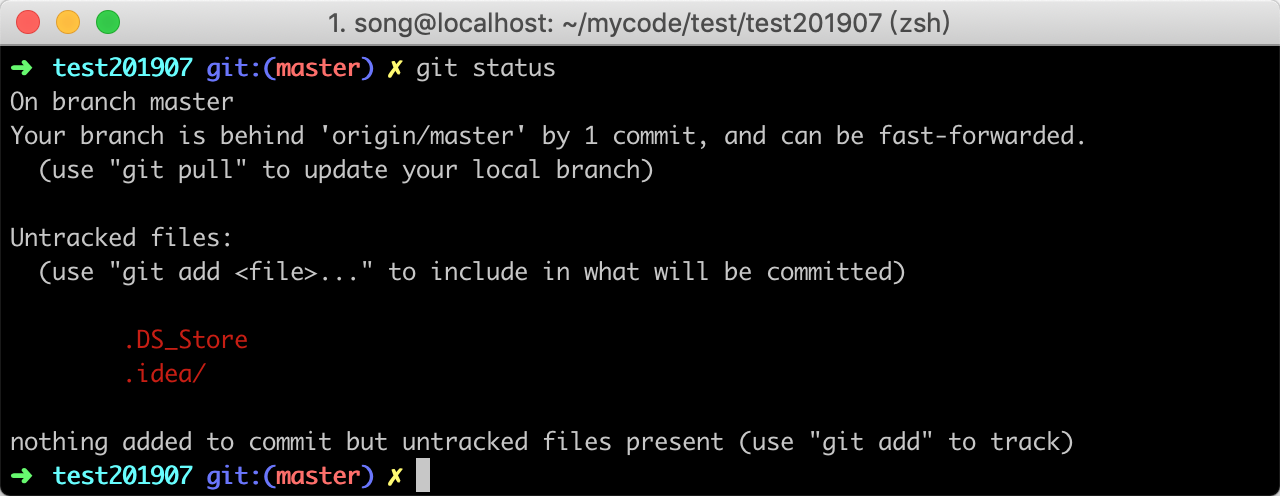 1. song@localhost: ~/mycode/test/test201907 (zsh)
➜ test201907 git:(master) ✗ git status
On branch master
Your branch is behind 'origin/master' by 1 commit, and can be fast-forwarded.
(use "git pull" to update your local branch)
Untracked files:
(use "git add <file>..." to include in what will be committed)
.DS_Store
.idea/
nothing added to commit but untracked files present (use "git add" to track)
➜ test201907 git:(master) ✗